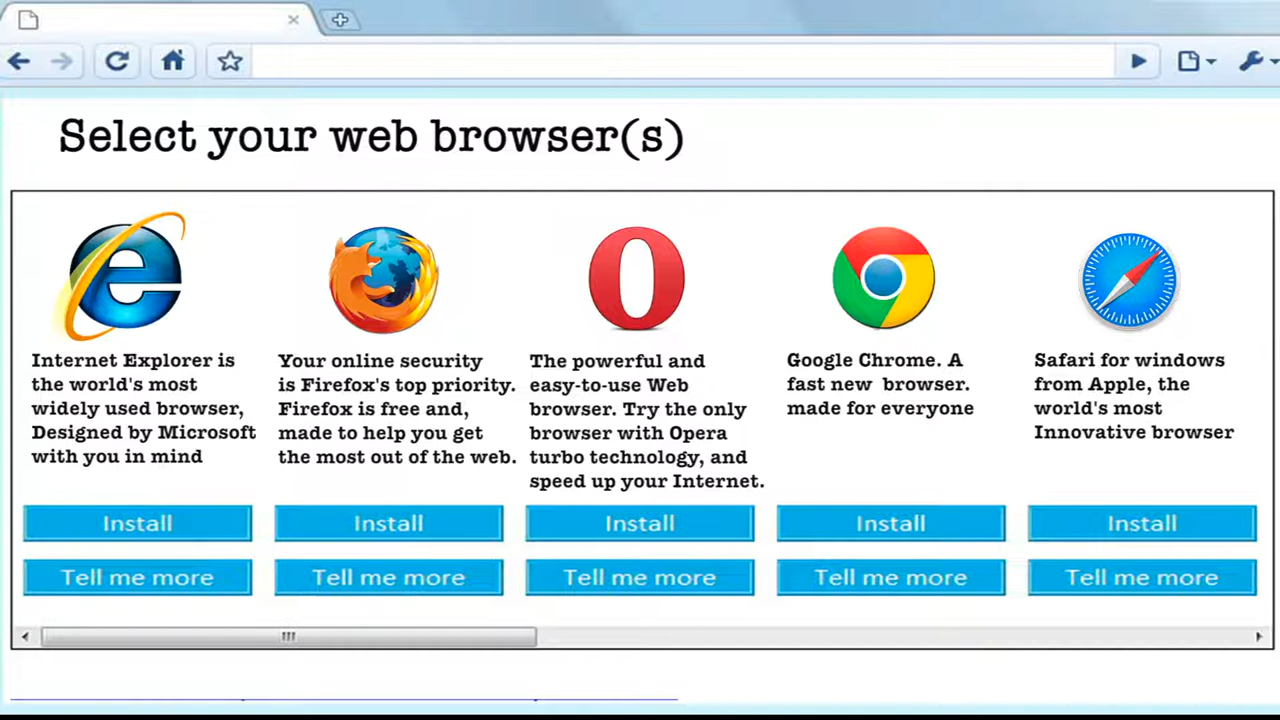 Select your web browser(s)
Internet Explorer is
the world's most
widely used browser,
Designed by Microsoft
with you in mind
Your online security
is Firefox's top priority.
Firefox is free and,
made to help you get
the most out of the web.
The powerful and
easy-to-use Web
browser. Try the only
browser with Opera
turbo technology, and
speed up your Internet.
Google Chrome. A
fast new browser.
made for everyone
Safari for windows
from Apple, the
world's most
Innovative browser
Install
Install
Install
Install
Install
Tell me more
Tell me more
Tell me more
Tell me more
Tell me more